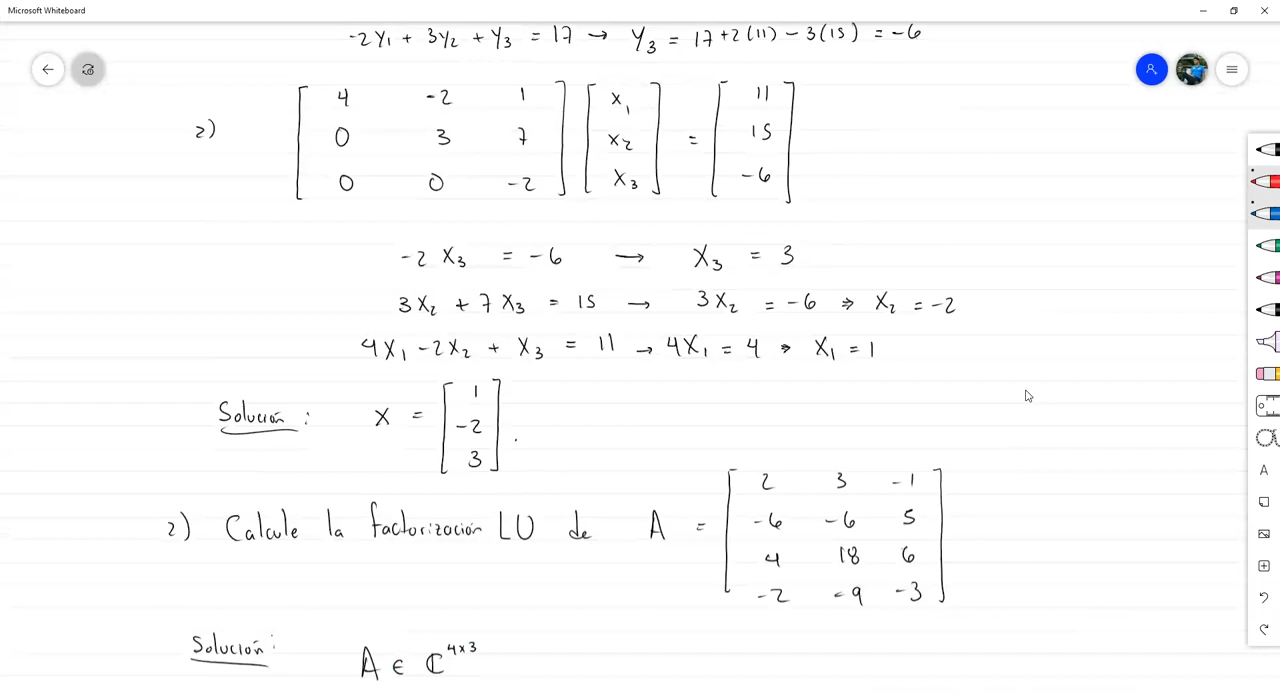 Microsoft Whiteboard
-2Y₁ + 3Y₂ + Y₃ = 17 → Y₃ = 17 + 2(11) - 3(15) = -6
2) [4 -2 1; 0 3 7; 0 0 -2] [x₁; x₂; x₃] = [11; 15; -6]
-2X₃ = -6 → X₃ = 3
3X₂ + 7X₃ = 15 → 3X₂ = -6 ⇒ X₂ = -2
4X₁ - 2X₂ + X₃ = 11 → 4X₁ = 4 ⇒ X₁ = 1
Solución: X = [1; -2; 3].
2) Calcule la factorización LU de A = [2 3 -1; -6 -6 5; 4 18 6; -2 -9 -3]
Solución: A ∈ ℂ⁴ˣ³
A